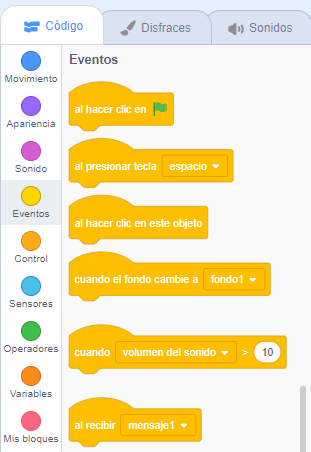 Código
Disfraces
Sonidos
Movimiento
Apariencia
Sonido
Eventos
Control
Sensores
Operadores
Variables
Mis bloques
Eventos
al hacer clic en
al presionar tecla espacio
al hacer clic en este objeto
cuando el fondo cambie a fondo1
cuando volumen del sonido > 10
al recibir mensaje1